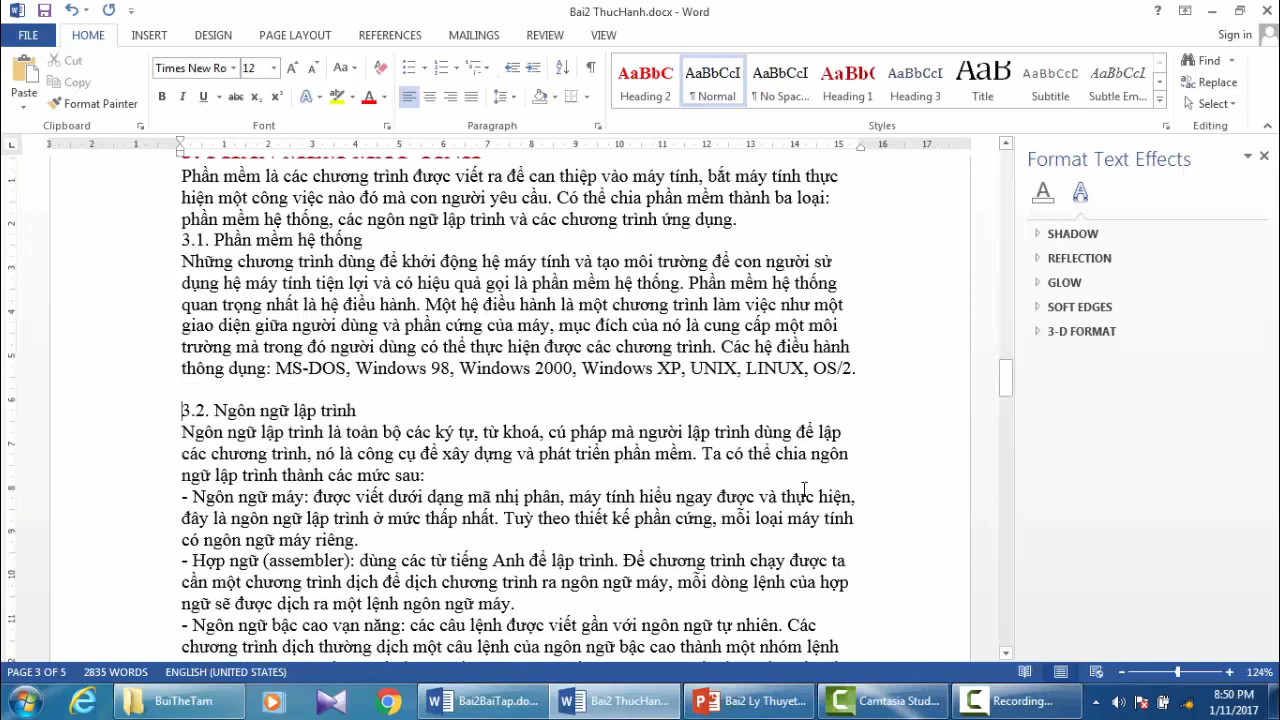 Bai2 ThucHanh.docx - Word
FILE HOME INSERT DESIGN PAGE LAYOUT REFERENCES MAILINGS REVIEW VIEW Sign in
Paste
Cut
Copy
Format Painter
Clipboard
Times New Ro 12
Font
Paragraph
AaBbC AaBbCcI AaBbCcI AaBbC AaBbCcI AaB AaBbCcD AaBbCcI
Heading 2 ¶ Normal ¶ No Spac... Heading 1 Heading 3 Title Subtitle Subtle Em...
Styles
Find
Replace
Select
Editing
3 2 1 1 2 3 4 5 6 7 8 9 10 11 12 13 14 15 16 17
Phần mềm là các chương trình được viết ra để can thiệp vào máy tính, bắt máy tính thực
hiện một công việc nào đó mà con người yêu cầu. Có thể chia phần mềm thành ba loại:
phần mềm hệ thống, các ngôn ngữ lập trình và các chương trình ứng dụng.
3.1. Phần mềm hệ thống
Những chương trình dùng để khởi động hệ máy tính và tạo môi trường để con người sử
dụng hệ máy tính tiện lợi và có hiệu quả gọi là phần mềm hệ thống. Phần mềm hệ thống
quan trọng nhất là hệ điều hành. Một hệ điều hành là một chương trình làm việc như một
giao diện giữa người dùng và phần cứng của máy, mục đích của nó là cung cấp một môi
trường mà trong đó người dùng có thể thực hiện được các chương trình. Các hệ điều hành
thông dụng: MS-DOS, Windows 98, Windows 2000, Windows XP, UNIX, LINUX, OS/2.
3.2. Ngôn ngữ lập trình
Ngôn ngữ lập trình là toàn bộ các ký tự, từ khoá, cú pháp mà người lập trình dùng để lập
các chương trình, nó là công cụ để xây dựng và phát triển phần mềm. Ta có thể chia ngôn
ngữ lập trình thành các mức sau:
- Ngôn ngữ máy: được viết dưới dạng mã nhị phân, máy tính hiểu ngay được và thực hiện,
đây là ngôn ngữ lập trình ở mức thấp nhất. Tuỳ theo thiết kế phần cứng, mỗi loại máy tính
có ngôn ngữ máy riêng.
- Hợp ngữ (assembler): dùng các từ tiếng Anh để lập trình. Để chương trình chạy được ta
cần một chương trình dịch để dịch chương trình ra ngôn ngữ máy, mỗi dòng lệnh của hợp
ngữ sẽ được dịch ra một lệnh ngôn ngữ máy.
- Ngôn ngữ bậc cao vạn năng: các câu lệnh được viết gần với ngôn ngữ tự nhiên. Các
chương trình dịch thường dịch một câu lệnh của ngôn ngữ bậc cao thành một nhóm lệnh
Format Text Effects
SHADOW
REFLECTION
GLOW
SOFT EDGES
3-D FORMAT
PAGE 3 OF 5 2835 WORDS ENGLISH (UNITED STATES) 124%
BuiTheTam Bai2BaiTap.do... Bai2 ThucHan... Bai2 Ly Thuyet... Camtasia Stud... Recording...
8:50 PM
1/11/2017